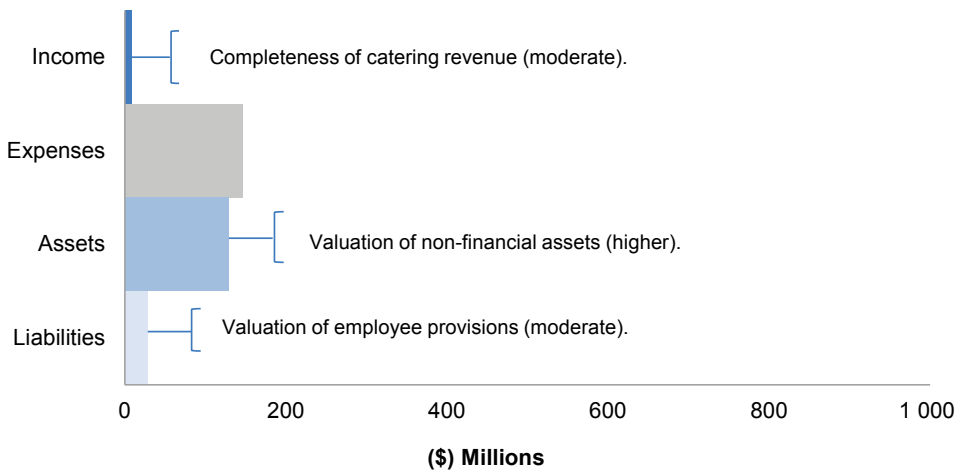 Income
Completeness of catering revenue (moderate).
Expenses
Assets
Valuation of non-financial assets (higher).
Liabilities
Valuation of employee provisions (moderate).
0
200
400
600
800
1 000
($) Millions